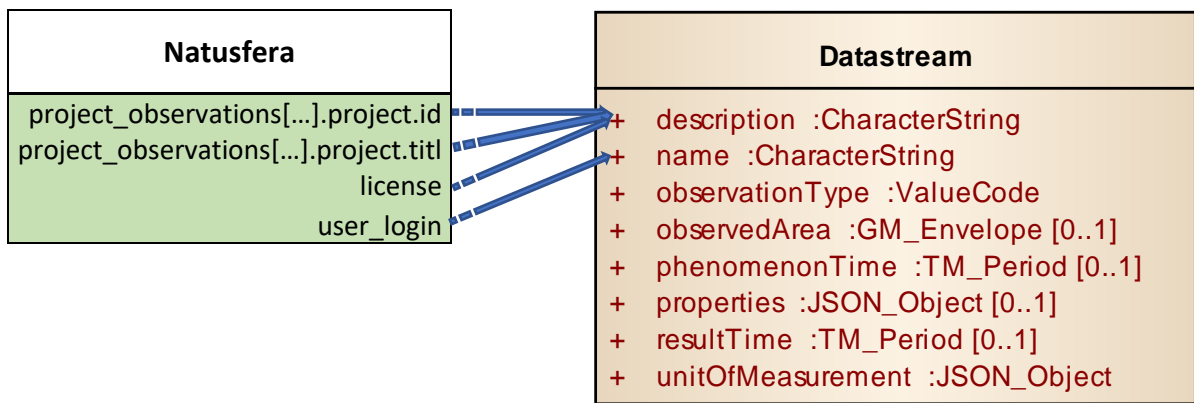 Natusfera
project_observations[…].project.id
project_observations[…].project.titl
license
user_login
Datastream
+ description :CharacterString
+ name :CharacterString
+ observationType :ValueCode
+ observedArea :GM_Envelope [0..1]
+ phenomenonTime :TM_Period [0..1]
+ properties :JSON_Object [0..1]
+ resultTime :TM_Period [0..1]
+ unitOfMeasurement :JSON_Object